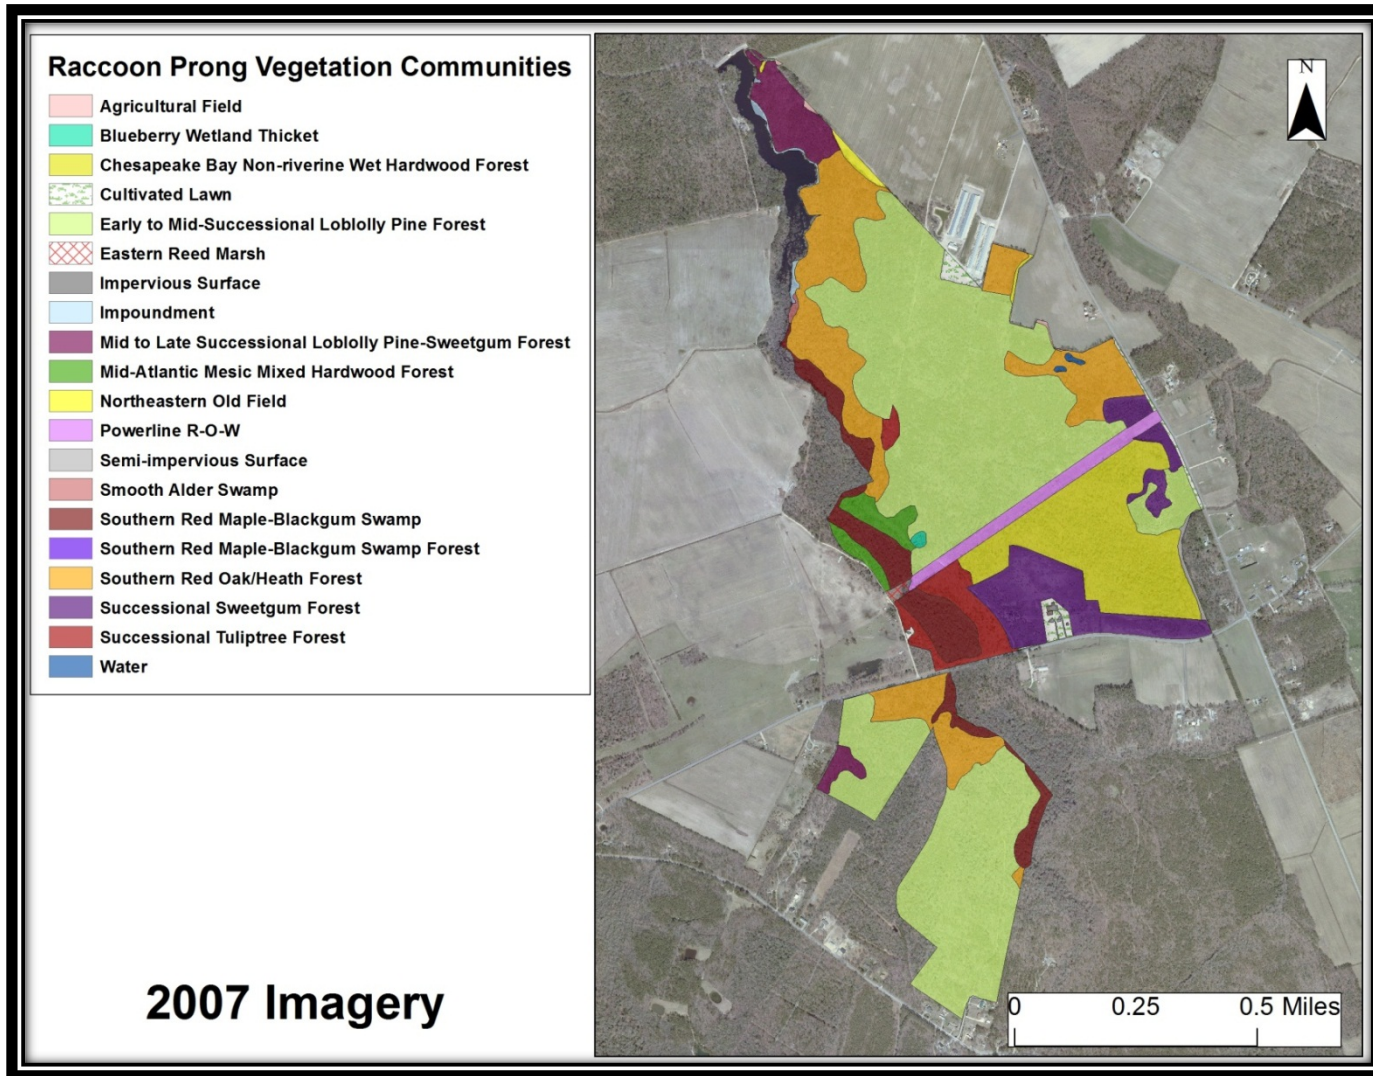 Raccoon Prong Vegetation Communities
Agricultural Field
Blueberry Wetland Thicket
Chesapeake Bay Non-riverine Wet Hardwood Forest
Cultivated Lawn
Early to Mid-Successional Loblolly Pine Forest
Eastern Reed Marsh
Impervious Surface
Impoundment
Mid to Late Successional Loblolly Pine-Sweetgum Forest
Mid-Atlantic Mesic Mixed Hardwood Forest
Northeastern Old Field
Powerline R-O-W
Semi-impervious Surface
Smooth Alder Swamp
Southern Red Maple-Blackgum Swamp
Southern Red Maple-Blackgum Swamp Forest
Southern Red Oak/Heath Forest
Successional Sweetgum Forest
Successional Tuliptree Forest
Water
2007 Imagery
N
0 0.25 0.5 Miles